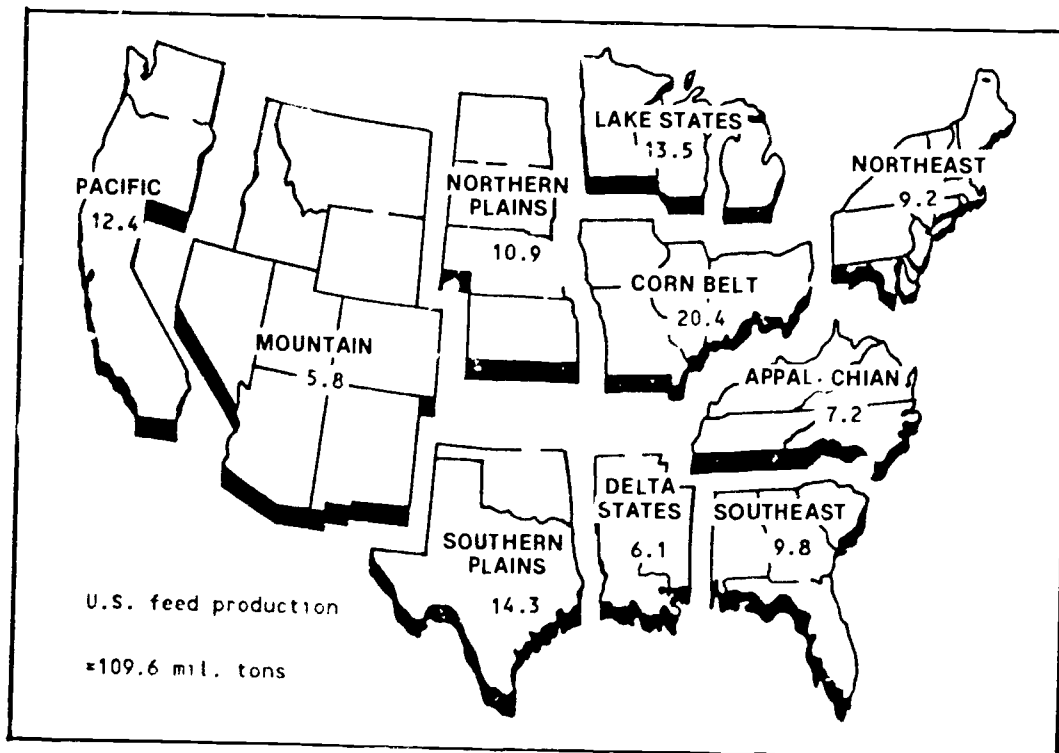 LAKE STATES
13.5
NORTHEAST
9.2
PACIFIC
12.4
NORTHERN
PLAINS
10.9
CORN BELT
20.4
MOUNTAIN
5.8
APPAL CHIAN
7.2
DELTA
STATES
6.1
SOUTHEAST
9.8
SOUTHERN
PLAINS
14.3
U.S. feed production
=109.6 mil. tons